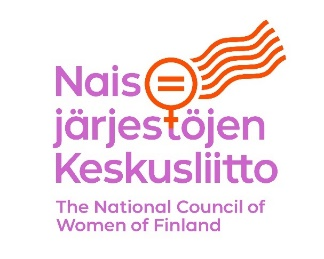 Nais
järjestöjen
Keskusliitto
The National Council of
Women of Finland